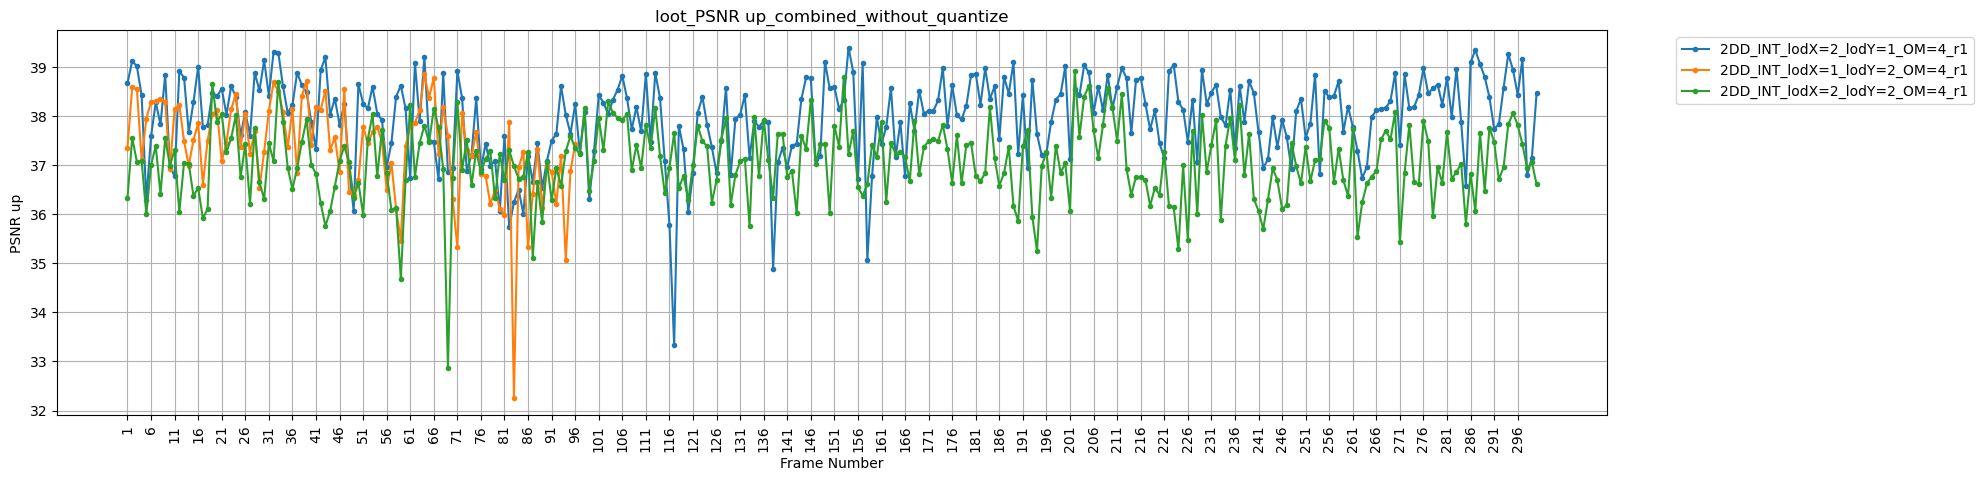 loot_PSNR up_combined_without_quantize
2DD_INT_lodX=2_lodY=1_OM=4_r1
2DD_INT_lodX=1_lodY=2_OM=4_r1
2DD_INT_lodX=2_lodY=2_OM=4_r1
PSNR up
39
38
37
36
35
34
33
32
1 6 11 16 21 26 31 36 41 46 51 56 61 66 71 76 81 86 91 96 101 106 111 116 121 126 131 136 141 146 151 156 161 166 171 176 181 186 191 196 201 206 211 216 221 226 231 236 241 246 251 256 261 266 271 276 281 286 291 296
Frame Number